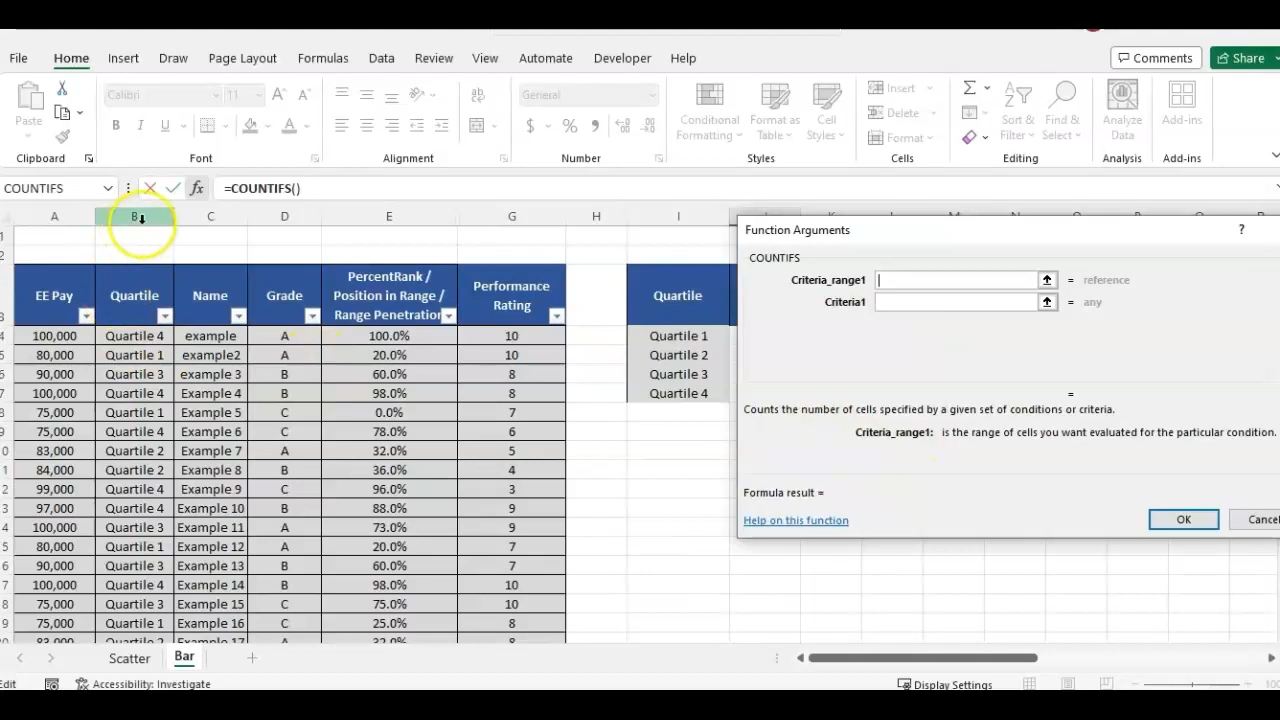 File Home Insert Draw Page Layout Formulas Data Review View Automate Developer Help Comments Share
Paste
Clipboard
Calibri 11
B I U
Font
Alignment
General
$ % 9
Number
Conditional Formatting
Format as Table
Cell Styles
Styles
Insert
Delete
Format
Cells
Sort & Filter
Find & Select
Editing
Analyze Data
Analysis
Add-ins
Add-ins
COUNTIFS fx =COUNTIFS()
A B C D E G H I
EE Pay Quartile Name Grade PercentRank / Position in Range / Range Penetration Performance Rating Quartile
100,000 Quartile 4 example A 100.0% 10 Quartile 1
80,000 Quartile 1 example2 A 20.0% 10 Quartile 2
90,000 Quartile 3 example 3 B 60.0% 8 Quartile 3
100,000 Quartile 4 Example 4 B 98.0% 8 Quartile 4
75,000 Quartile 1 Example 5 C 0.0% 7
75,000 Quartile 4 Example 6 C 78.0% 6
83,000 Quartile 2 Example 7 A 32.0% 5
84,000 Quartile 2 Example 8 B 36.0% 4
99,000 Quartile 4 Example 9 C 96.0% 3
97,000 Quartile 4 Example 10 B 88.0% 9
100,000 Quartile 3 Example 11 A 73.0% 9
80,000 Quartile 1 Example 12 A 20.0% 7
90,000 Quartile 3 Example 13 B 60.0% 7
100,000 Quartile 4 Example 14 B 98.0% 10
75,000 Quartile 3 Example 15 C 75.0% 10
75,000 Quartile 1 Example 16 C 25.0% 8
83,000 Quartile 2 Example 17 A 32.0% 8
Function Arguments ?
COUNTIFS
Criteria_range1 = reference
Criteria1 = any
=
Counts the number of cells specified by a given set of conditions or criteria.
Criteria_range1: is the range of cells you want evaluated for the particular condition.
Formula result =
Help on this function OK Cancel
Scatter Bar
Accessibility: Investigate Display Settings